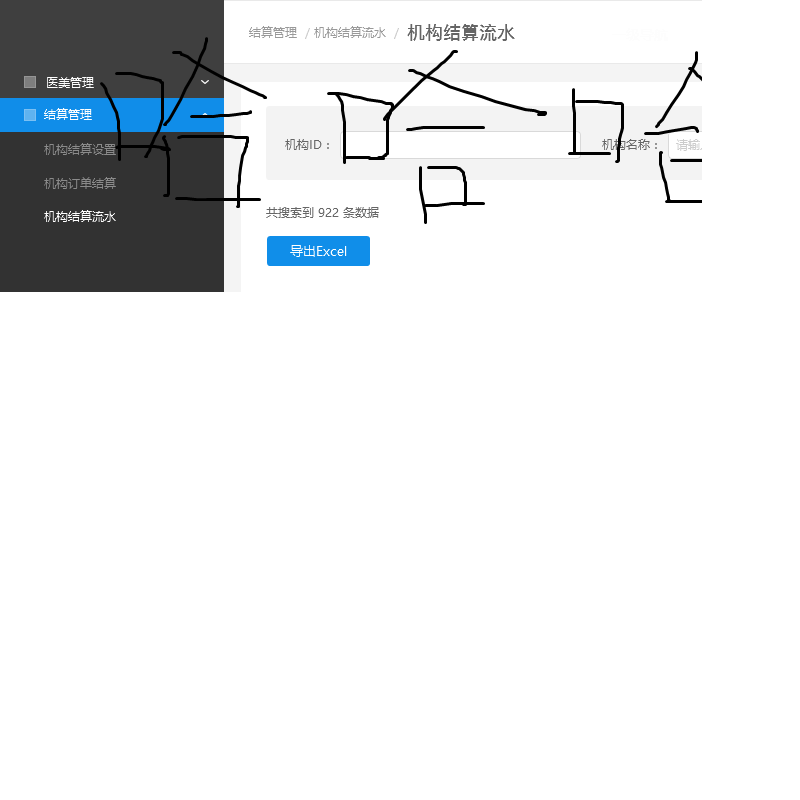 结算管理 / 机构结算流水 / 机构结算流水
医美管理
结算管理
机构结算设置
机构订单结算
机构结算流水
哈 哈 哈
机构ID： 机构名称： 请输
共搜索到 922 条数据
导出Excel